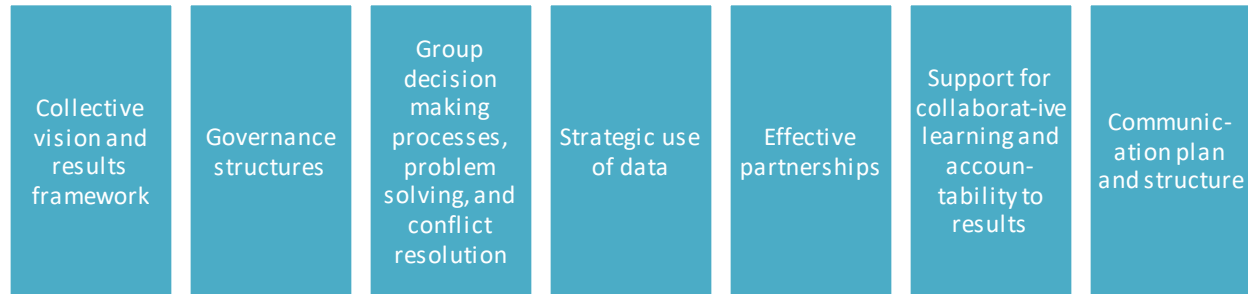 Collective
vision and
results
framework
Governance
structures
Group
decision
making
processes,
problem
solving, and
conflict
resolution
Strategic use
of data
Effective
partnerships
Support for
collaborat-ive
learning and
accoun-
tability to
results
Communic-
ation plan
and structure